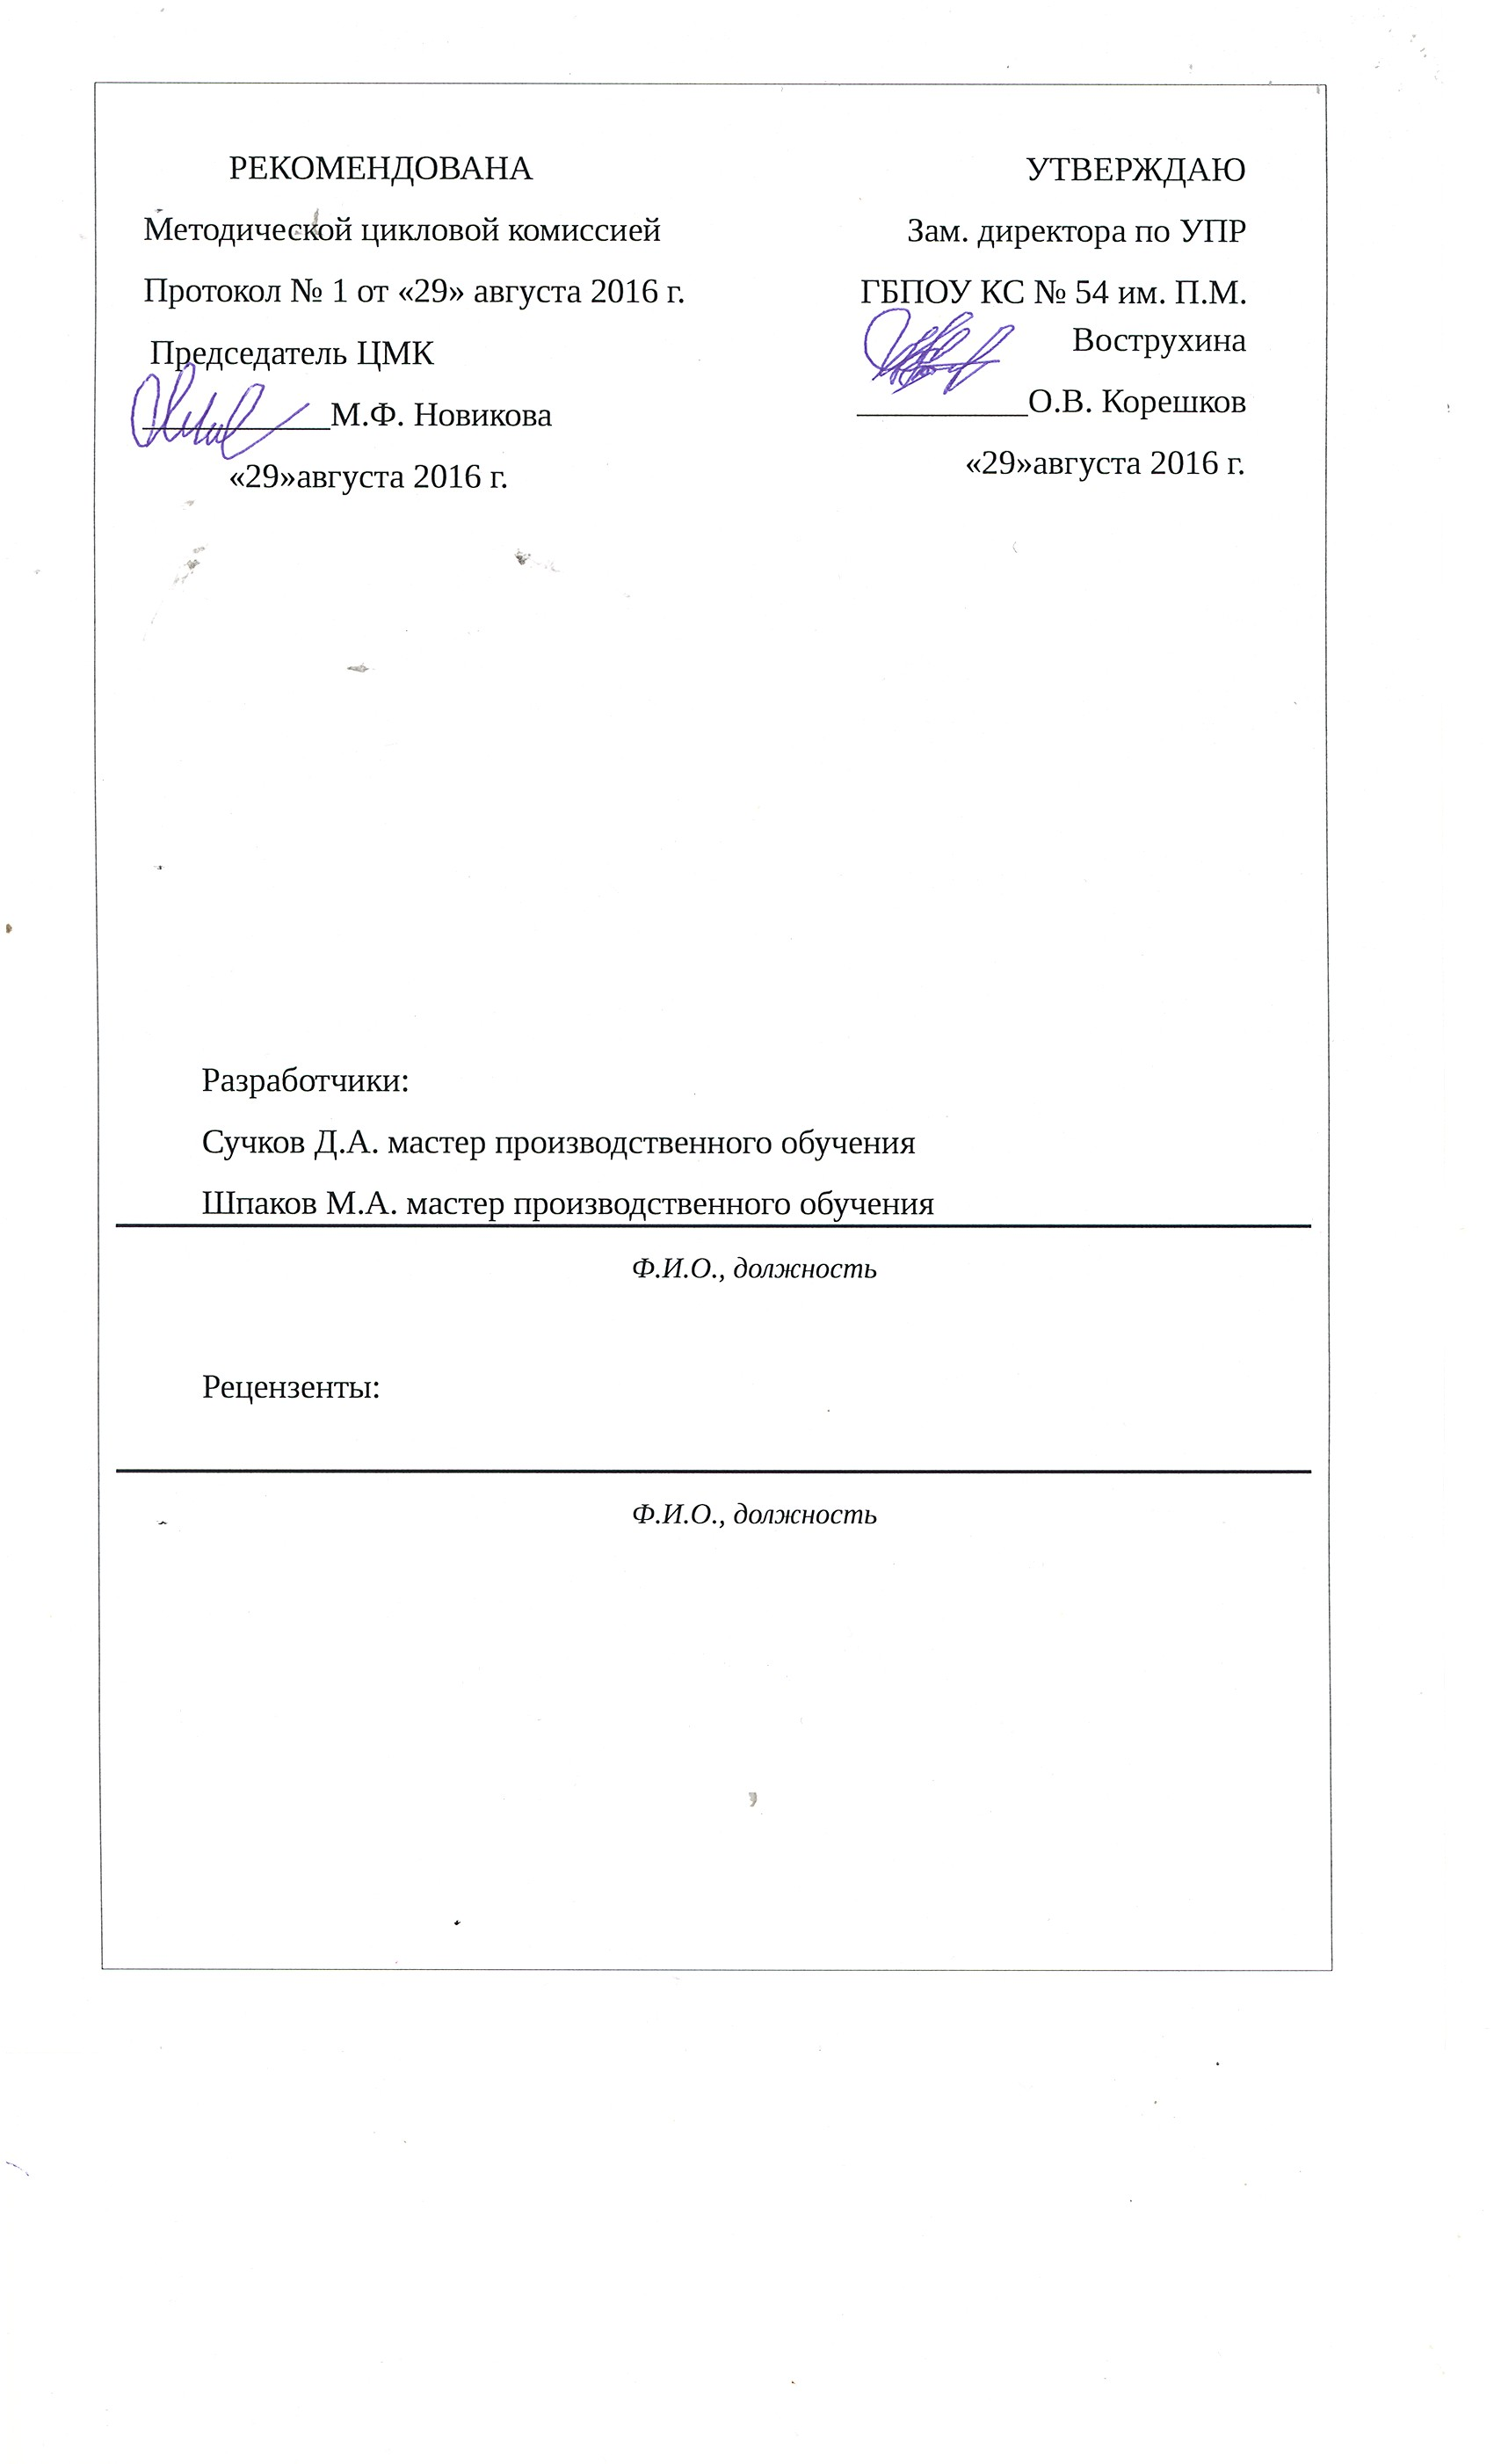 РЕКОМЕНДОВАНА
Методической цикловой комиссией
Протокол № 1 от «29» августа 2016 г.
Председатель ЦМК
____________М.Ф. Новикова
«29»августа 2016 г.
УТВЕРЖДАЮ
Зам. директора по УПР
ГБПОУ КС № 54 им. П.М.
Вострухина
___________О.В. Корешков
«29»августа 2016 г.
Разработчики:
Сучков Д.А. мастер производственного обучения
Шпаков М.А. мастер производственного обучения
Ф.И.О., должность
Рецензенты:
Ф.И.О., должность